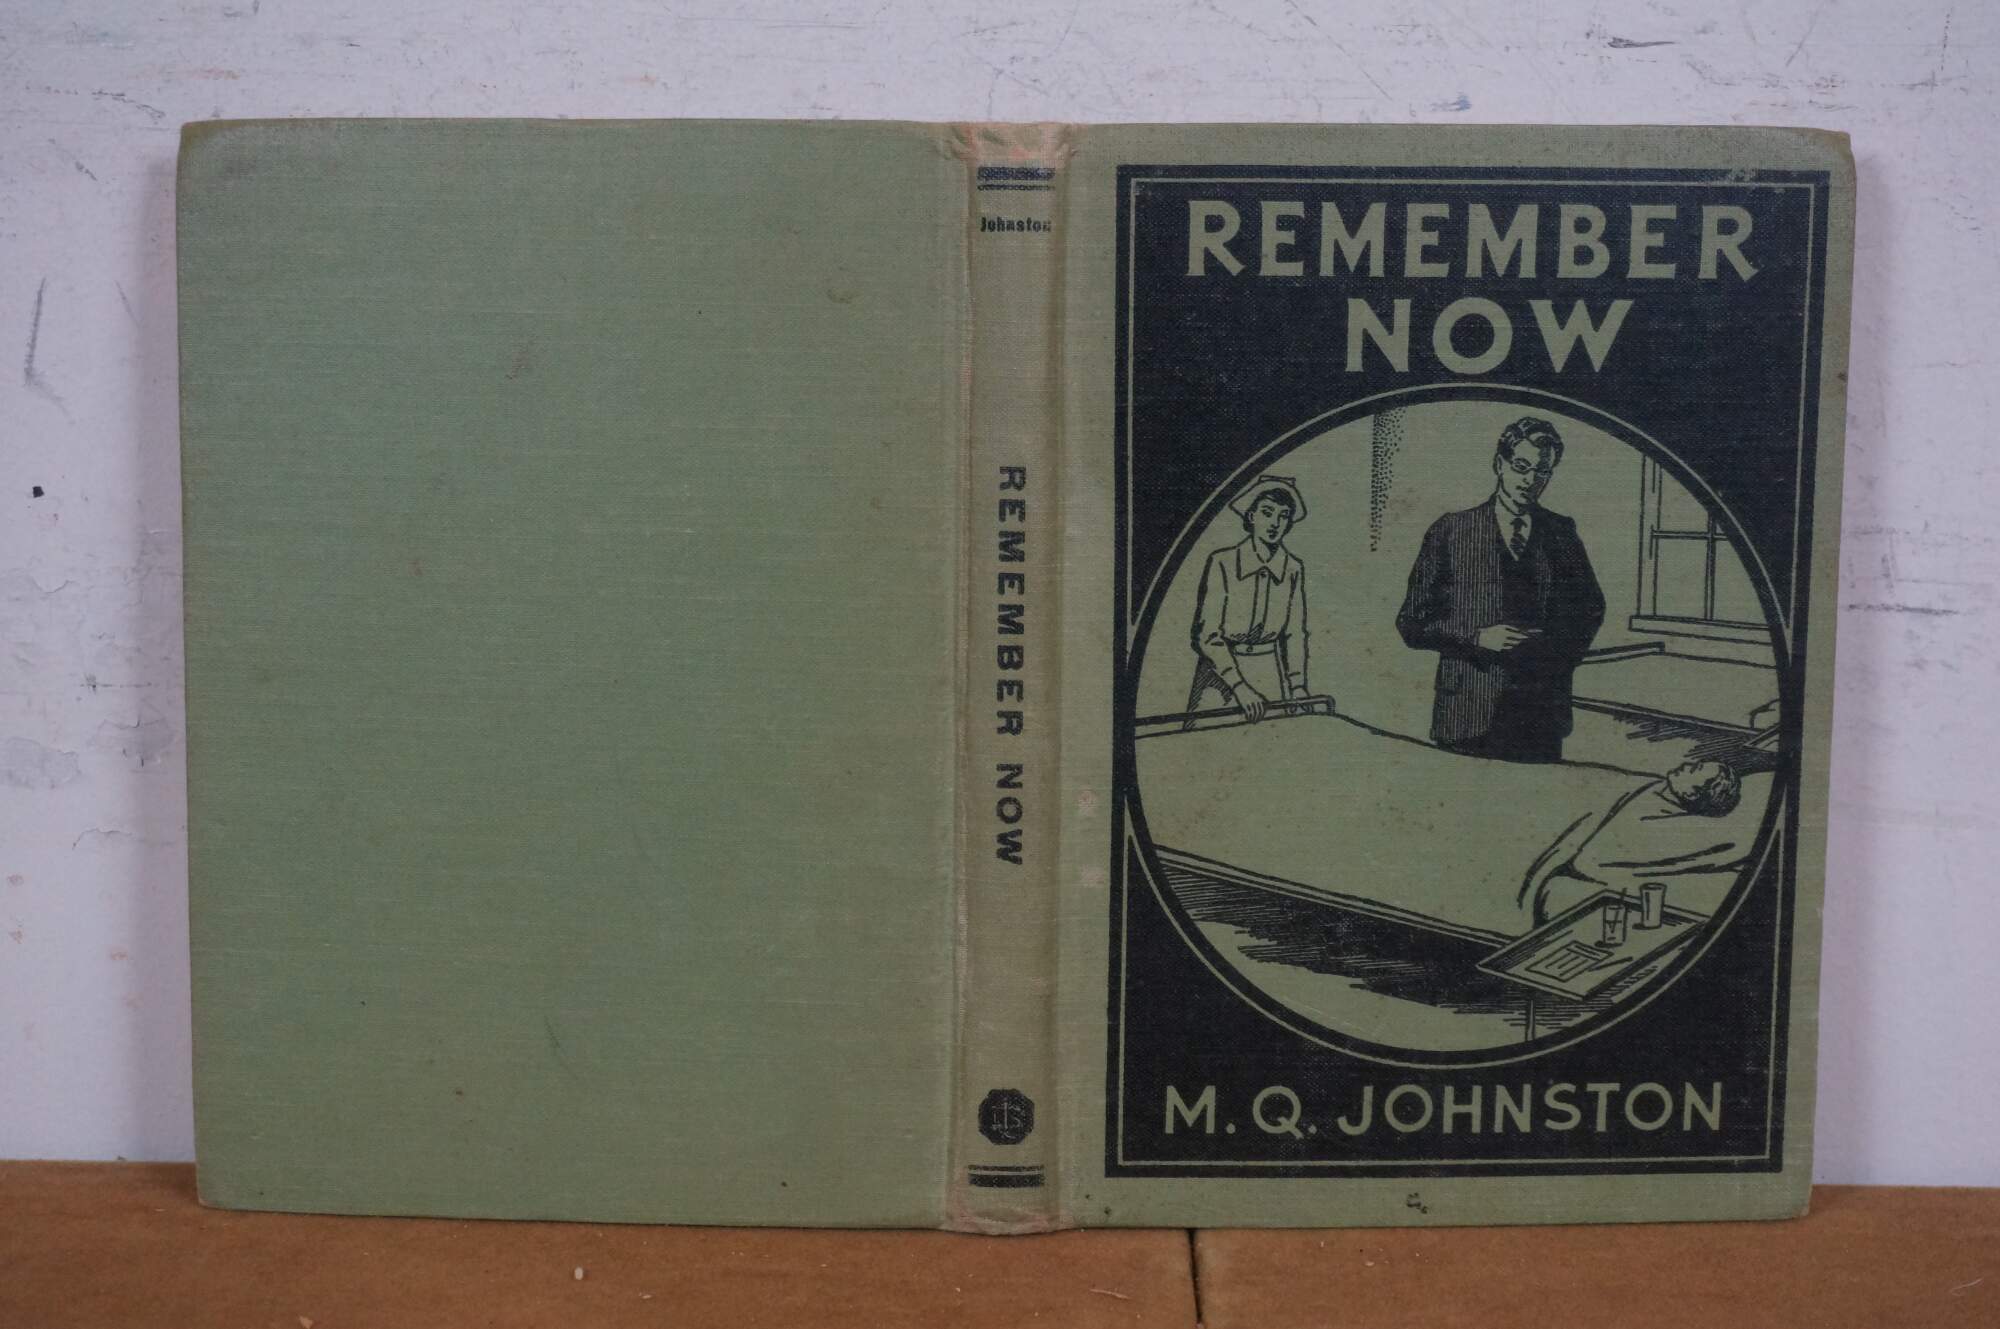 Johnston
REMEMBER NOW
REMEMBER
NOW
M. Q. JOHNSTON